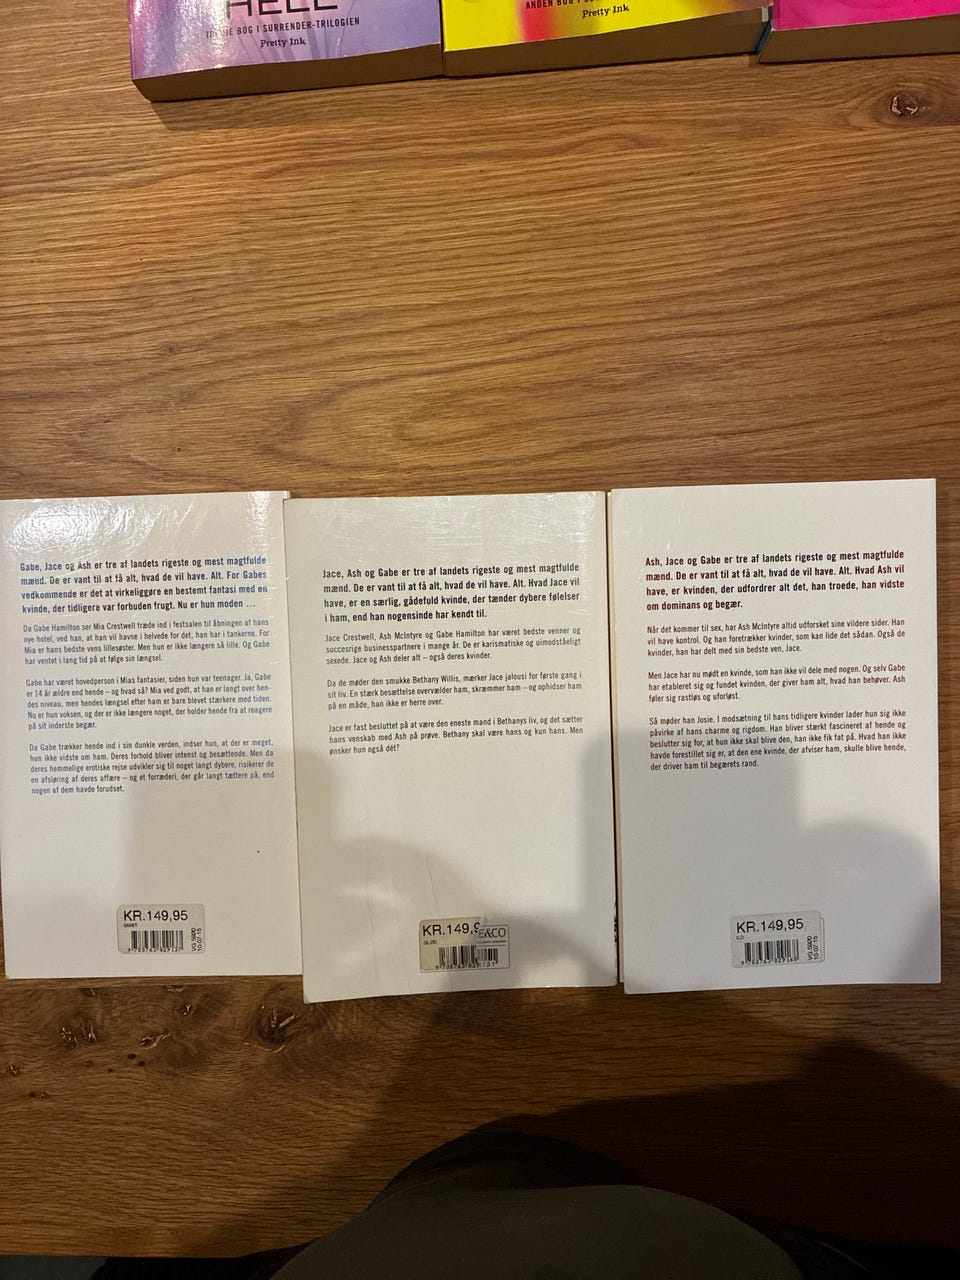 HELL
BOG I SURRENDER-TRILOGIEN
Pretty Ink
ANDEN BOG I
Pretty Ink
Gabe, Jace og Ash er tre af landets rigeste og mest magtfulde
mænd. De er vant til at få alt, hvad de vil have. Alt. For Gabes
vedkommende er det at virkeliggøre en bestemt fantasi med en
kvinde, der tidligere var forbuden frugt. Nu er hun moden ...
Da Gabe Hamilton ser Mia Crestwell træde ind i festsalen til åbningen af hans
nye hotel, ved han, at han vil havne i helvede for det, han har i tankerne. For
Mia er hans bedste vens lillesøster. Men hun er ikke længere så lille. Og Gabe
har ventet i lang tid på at følge sin længsel.
Gabe har været hovedperson i Mias fantasier, siden hun var teenager. Ja, Gabe
er 14 år ældre end hende – og hvad så? Mia ved godt, at han er langt over hen-
des niveau, men hendes længsel efter ham er bare blevet stærkere med tiden.
Nu er hun voksen, og der er ikke længere noget, der holder hende fra at reagere
på sit inderste begær.
Da Gabe trækker hende ind i sin dunkle verden, indser hun, at der er meget,
hun ikke vidste om ham. Deres forhold bliver intenst og besættende. Men da
deres hemmelige erotiske rejse udvikler sig til noget langt dybere, risikerer de
en afsløring af deres affære – og et forræderi, der går langt tættere på, end
nogen af dem havde forudset.
KR.149,95
GNIST
VG.5920
10-07-15
Jace, Ash og Gabe er tre af landets rigeste og mest magtfulde
mænd. De er vant til at få alt, hvad de vil have. Alt. Hvad Jace vil
have, er en særlig, gådefuld kvinde, der tænder dybere følelser
i ham, end han nogensinde har kendt til.
Jace Crestwell, Ash McIntyre og Gabe Hamilton har været bedste venner og
succesrige businesspartnere i mange år. De er karismatiske og uimodståeligt
sexede. Jace og Ash deler alt – også deres kvinder.
Da de møder den smukke Bethany Willis, mærker Jace jalousi for første gang i
sit liv. En stærk besættelse overvælder ham, skræmmer ham – og ophidser ham
på en måde, han ikke er herre over.
Jace er fast besluttet på at være den eneste mand i Bethanys liv, og det sætter
hans venskab med Ash på prøve. Bethany skal være hans og kun hans. Men
ønsker hun også det?
KR.149,9
E&CO
GLØD
Ash, Jace og Gabe er tre af landets rigeste og mest magtfulde
mænd. De er vant til at få alt, hvad de vil have. Alt. Hvad Ash vil
have, er kvinden, der udfordrer alt det, han troede, han vidste
om dominans og begær.
Når det kommer til sex, har Ash McIntyre altid udforsket sine vildere sider. Han
vil have kontrol. Og han foretrækker kvinder, som kan lide det sådan. Også de
kvinder, han har delt med sin bedste ven, Jace.
Men Jace har nu mødt en kvinde, som han ikke vil dele med nogen. Og selv Gabe
har etableret sig og fundet kvinden, der giver ham alt, hvad han behøver. Ash
føler sig rastløs og uforløst.
Så møder han Josie. I modsætning til hans tidligere kvinder lader hun sig ikke
påvirke af hans charme og rigdom. Han bliver stærkt fascineret af hende og
beslutter sig for, at hun ikke skal blive den, han ikke fik fat på. Hvad han ikke
havde forestillet sig er, at den ene kvinde, der afviser ham, skulle blive hende,
der driver ham til begærets rand.
KR.149,95
ILD
VG.5920
10-07-15